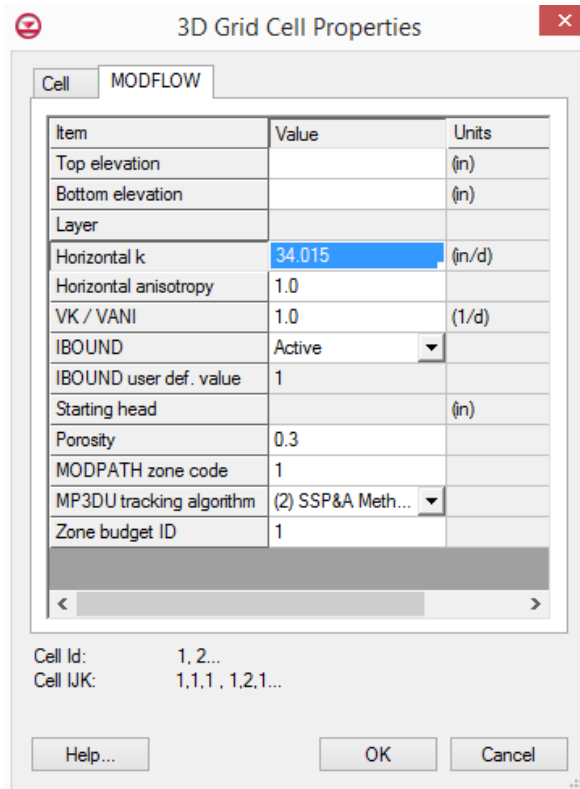 3D Grid Cell Properties
Cell MODFLOW
Item Value Units
Top elevation (in)
Bottom elevation (in)
Layer
Horizontal k 34.015 (in/d)
Horizontal anisotropy 1.0
VK / VANI 1.0 (1/d)
IBOUND Active
IBOUND user def. value 1
Starting head (in)
Porosity 0.3
MODPATH zone code 1
MP3DU tracking algorithm (2) SSP&A Meth...
Zone budget ID 1
Cell Id: 1, 2...
Cell IJK: 1,1,1 , 1,2,1...
Help... OK Cancel